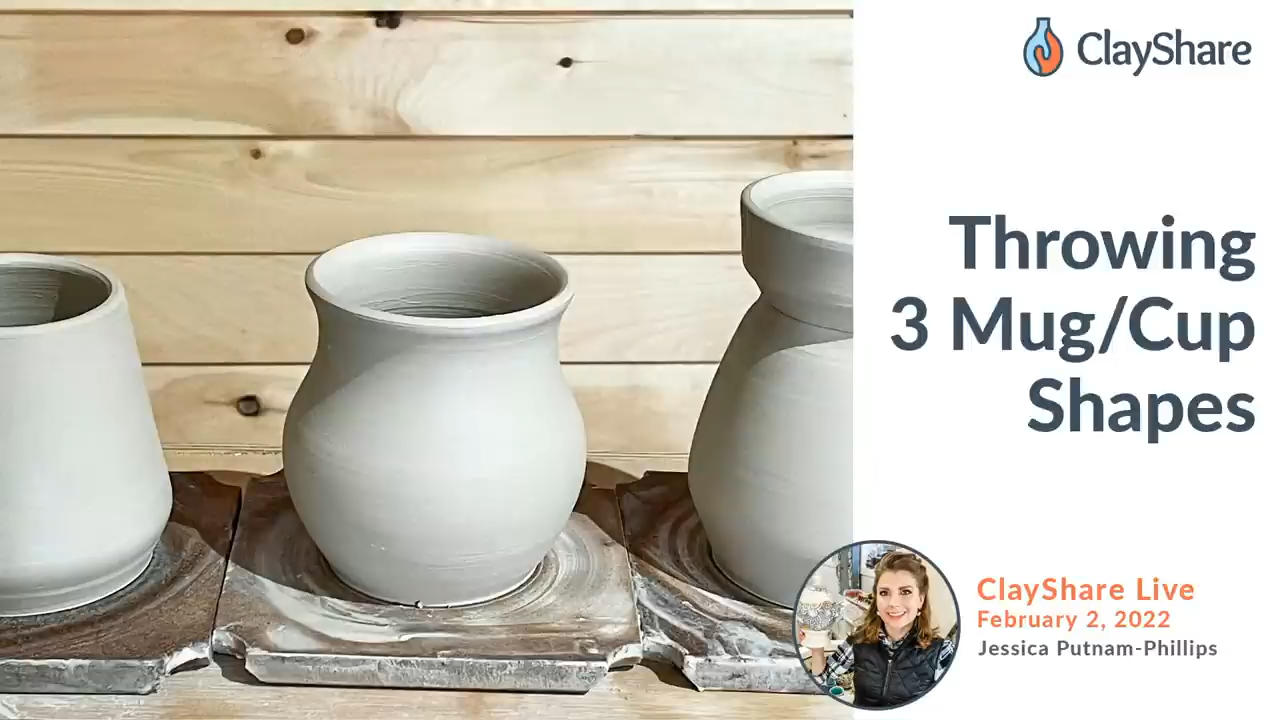 ClayShare
Throwing
3 Mug/Cup
Shapes
ClayShare Live
February 2, 2022
Jessica Putnam-Phillips